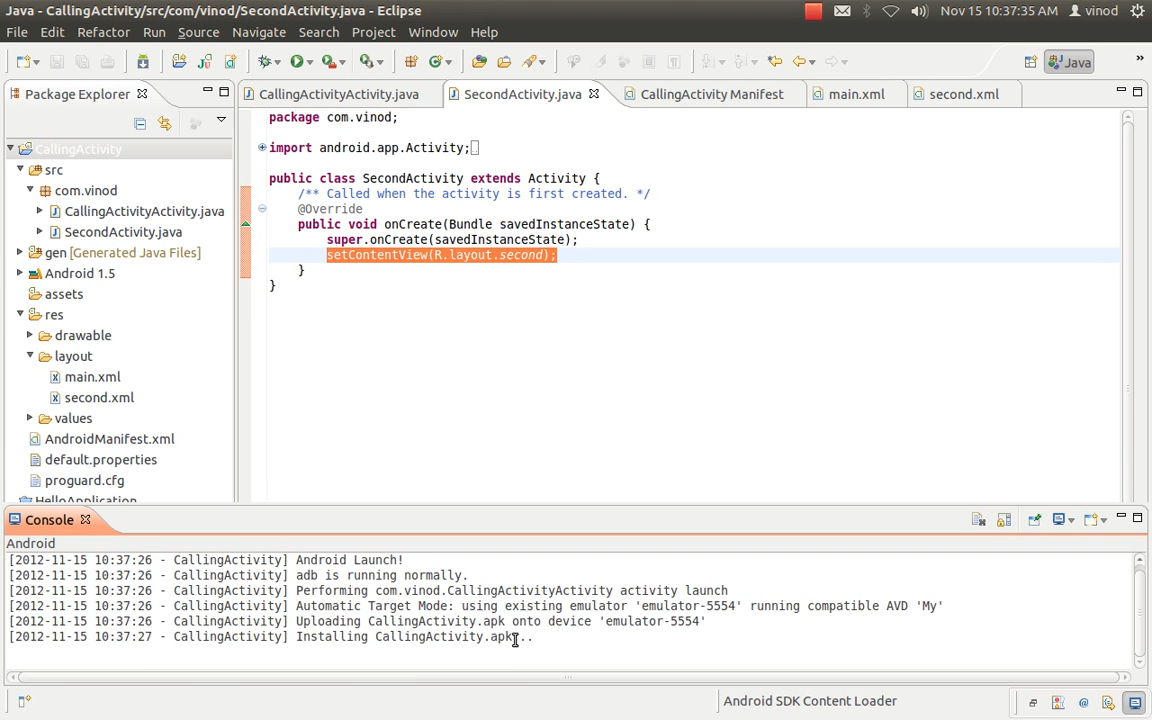 Java - CallingActivity/src/com/vinod/SecondActivity.java - Eclipse
Nov 15 10:37:35 AM
vinod
File Edit Refactor Run Source Navigate Search Project Window Help
Java
»
Package Explorer
CallingActivityActivity.java
SecondActivity.java
CallingActivity Manifest
main.xml
second.xml
CallingActivity
src
com.vinod
CallingActivityActivity.java
SecondActivity.java
gen [Generated Java Files]
Android 1.5
assets
res
drawable
layout
main.xml
second.xml
values
AndroidManifest.xml
default.properties
proguard.cfg
HelloApplication
package com.vinod;
import android.app.Activity;
public class SecondActivity extends Activity {
/** Called when the activity is first created. */
@Override
public void onCreate(Bundle savedInstanceState) {
super.onCreate(savedInstanceState);
setContentView(R.layout.second);
}
}
Console
Android
[2012-11-15 10:37:26 - CallingActivity] Android Launch!
[2012-11-15 10:37:26 - CallingActivity] adb is running normally.
[2012-11-15 10:37:26 - CallingActivity] Performing com.vinod.CallingActivityActivity activity launch
[2012-11-15 10:37:26 - CallingActivity] Automatic Target Mode: using existing emulator 'emulator-5554' running compatible AVD 'My'
[2012-11-15 10:37:26 - CallingActivity] Uploading CallingActivity.apk onto device 'emulator-5554'
[2012-11-15 10:37:27 - CallingActivity] Installing CallingActivity.apk...
Android SDK Content Loader